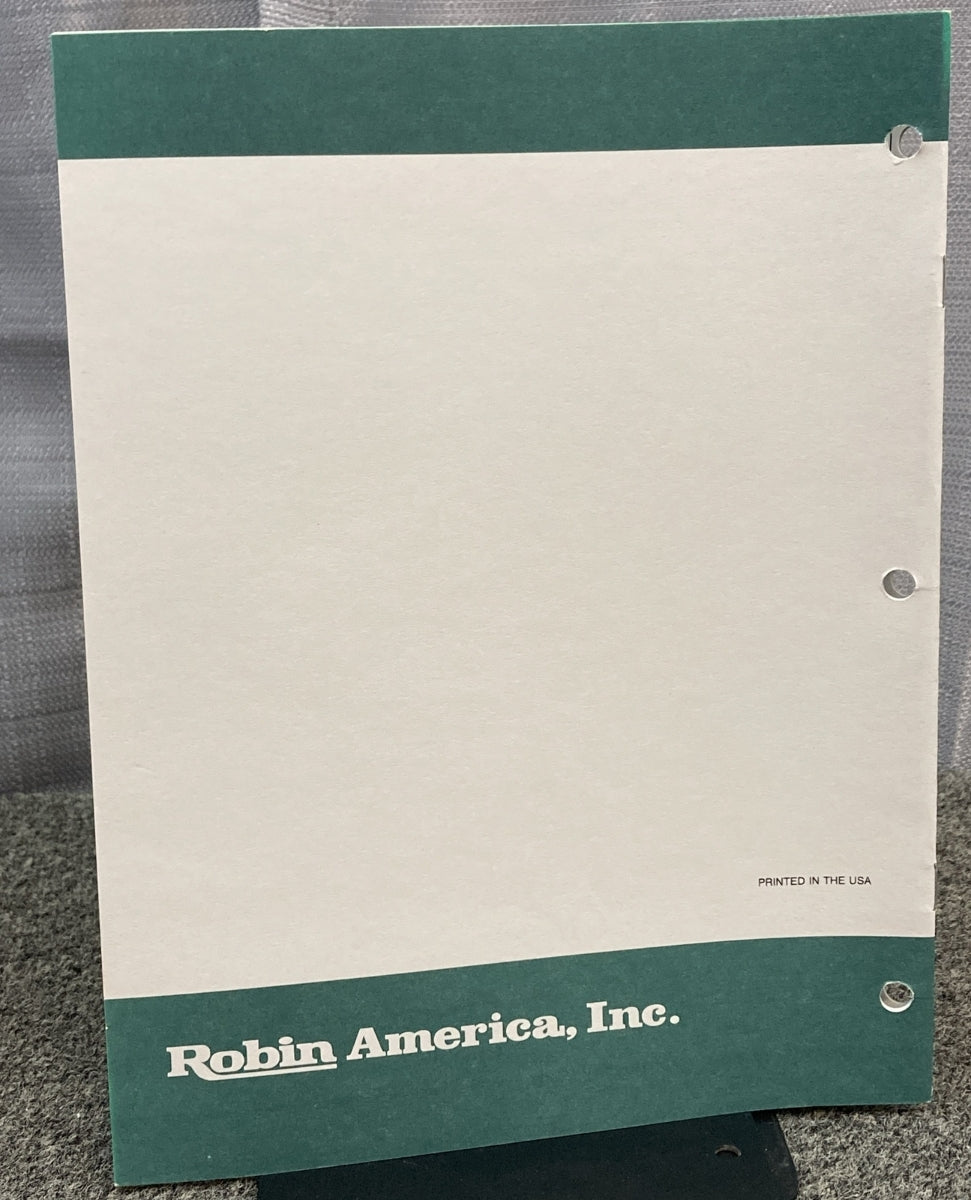 PRINTED IN THE USA
Robin America, Inc.